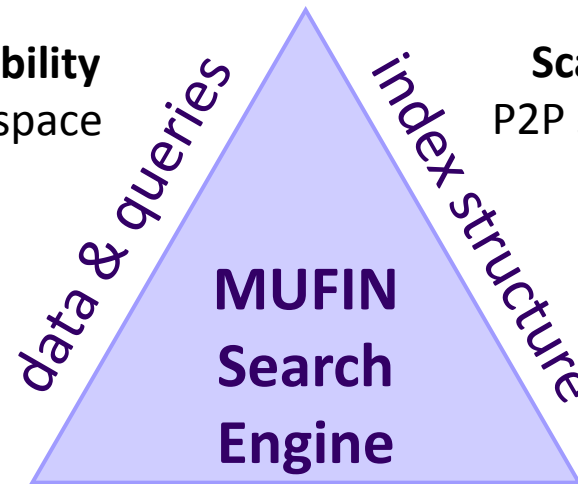 bility
space
Sca
P2P
data & queries
index structure
MUFIN
Search
Engine